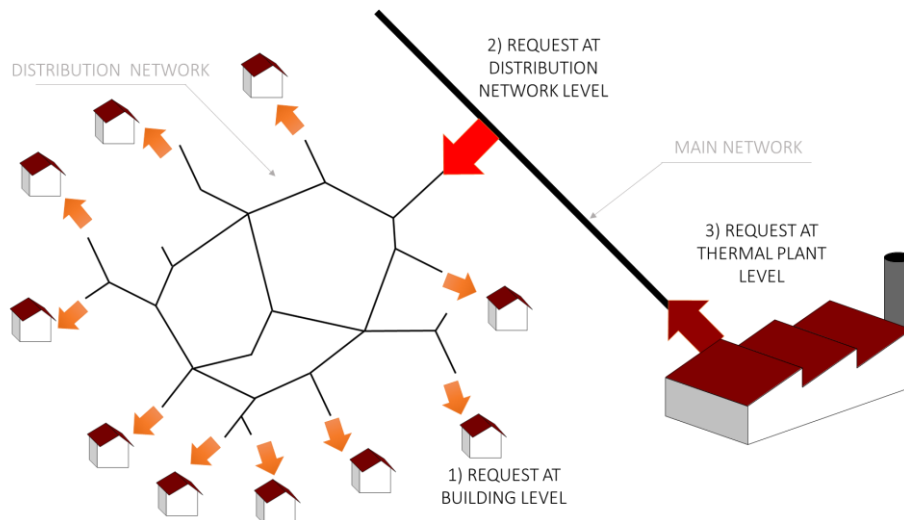 2) REQUEST AT
DISTRIBUTION
NETWORK LEVEL
DISTRIBUTION NETWORK
MAIN NETWORK
3) REQUEST AT
THERMAL PLANT
LEVEL
1) REQUEST AT
BUILDING LEVEL